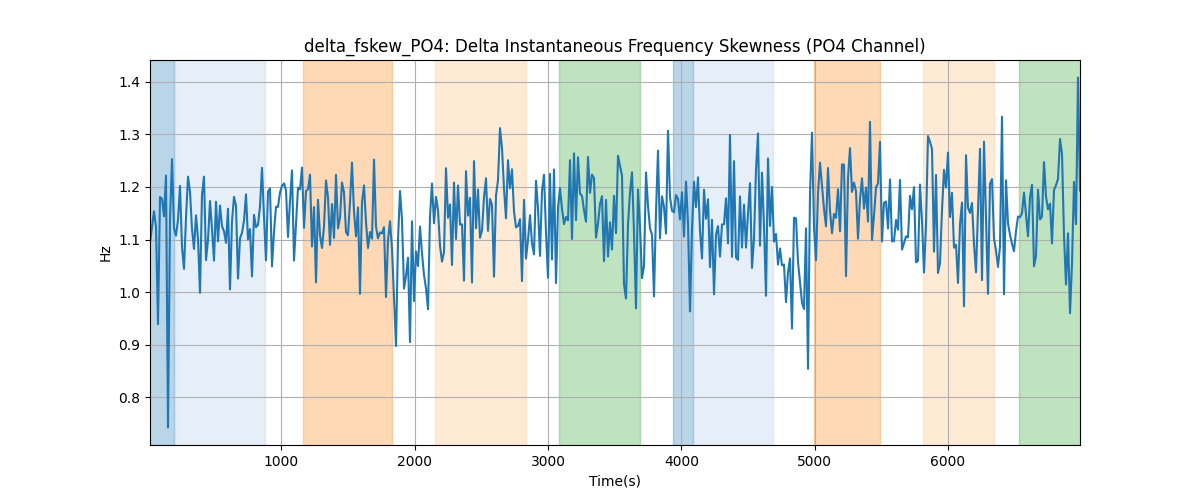 delta_fskew_PO4: Delta Instantaneous Frequency Skewness (PO4 Channel)
1.4
1.3
1.2
1.1
1.0
0.9
0.8
Hz
1000 2000 3000 4000 5000 6000
Time(s)